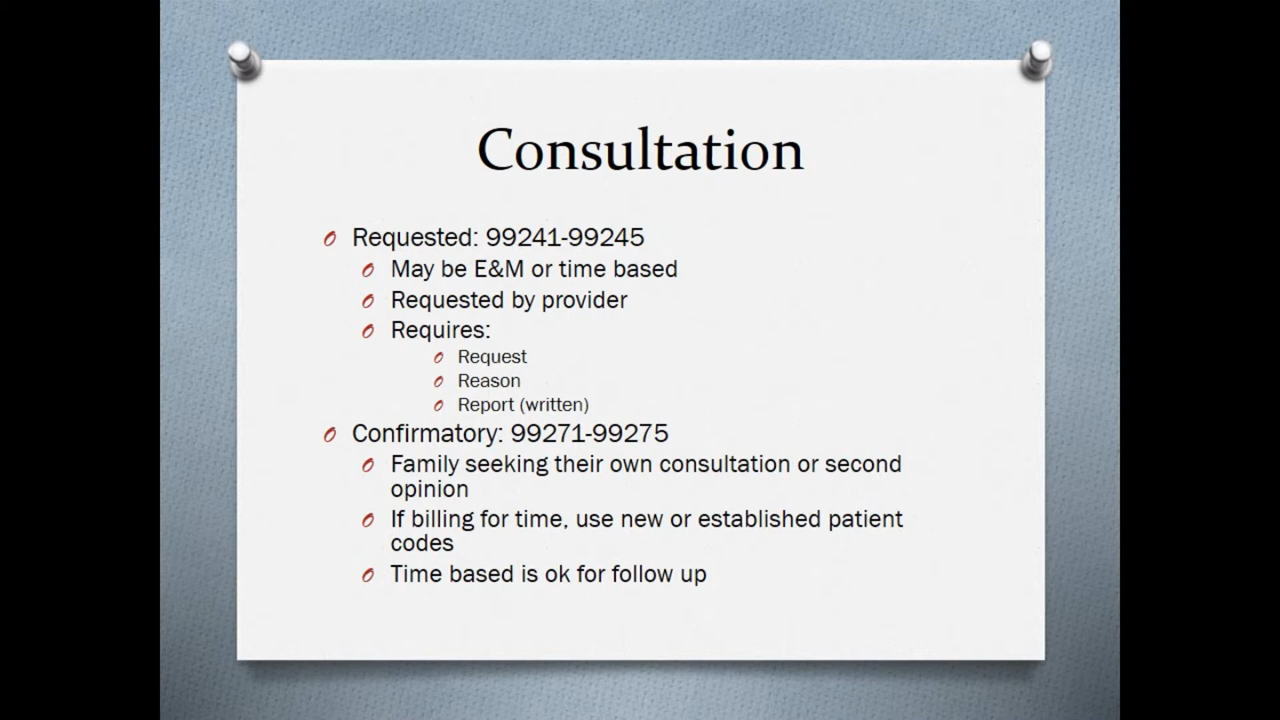 Consultation
Requested: 99241-99245
May be E&M or time based
Requested by provider
Requires:
Request
Reason
Report (written)
Confirmatory: 99271-99275
Family seeking their own consultation or second
opinion
If billing for time, use new or established patient
codes
Time based is ok for follow up